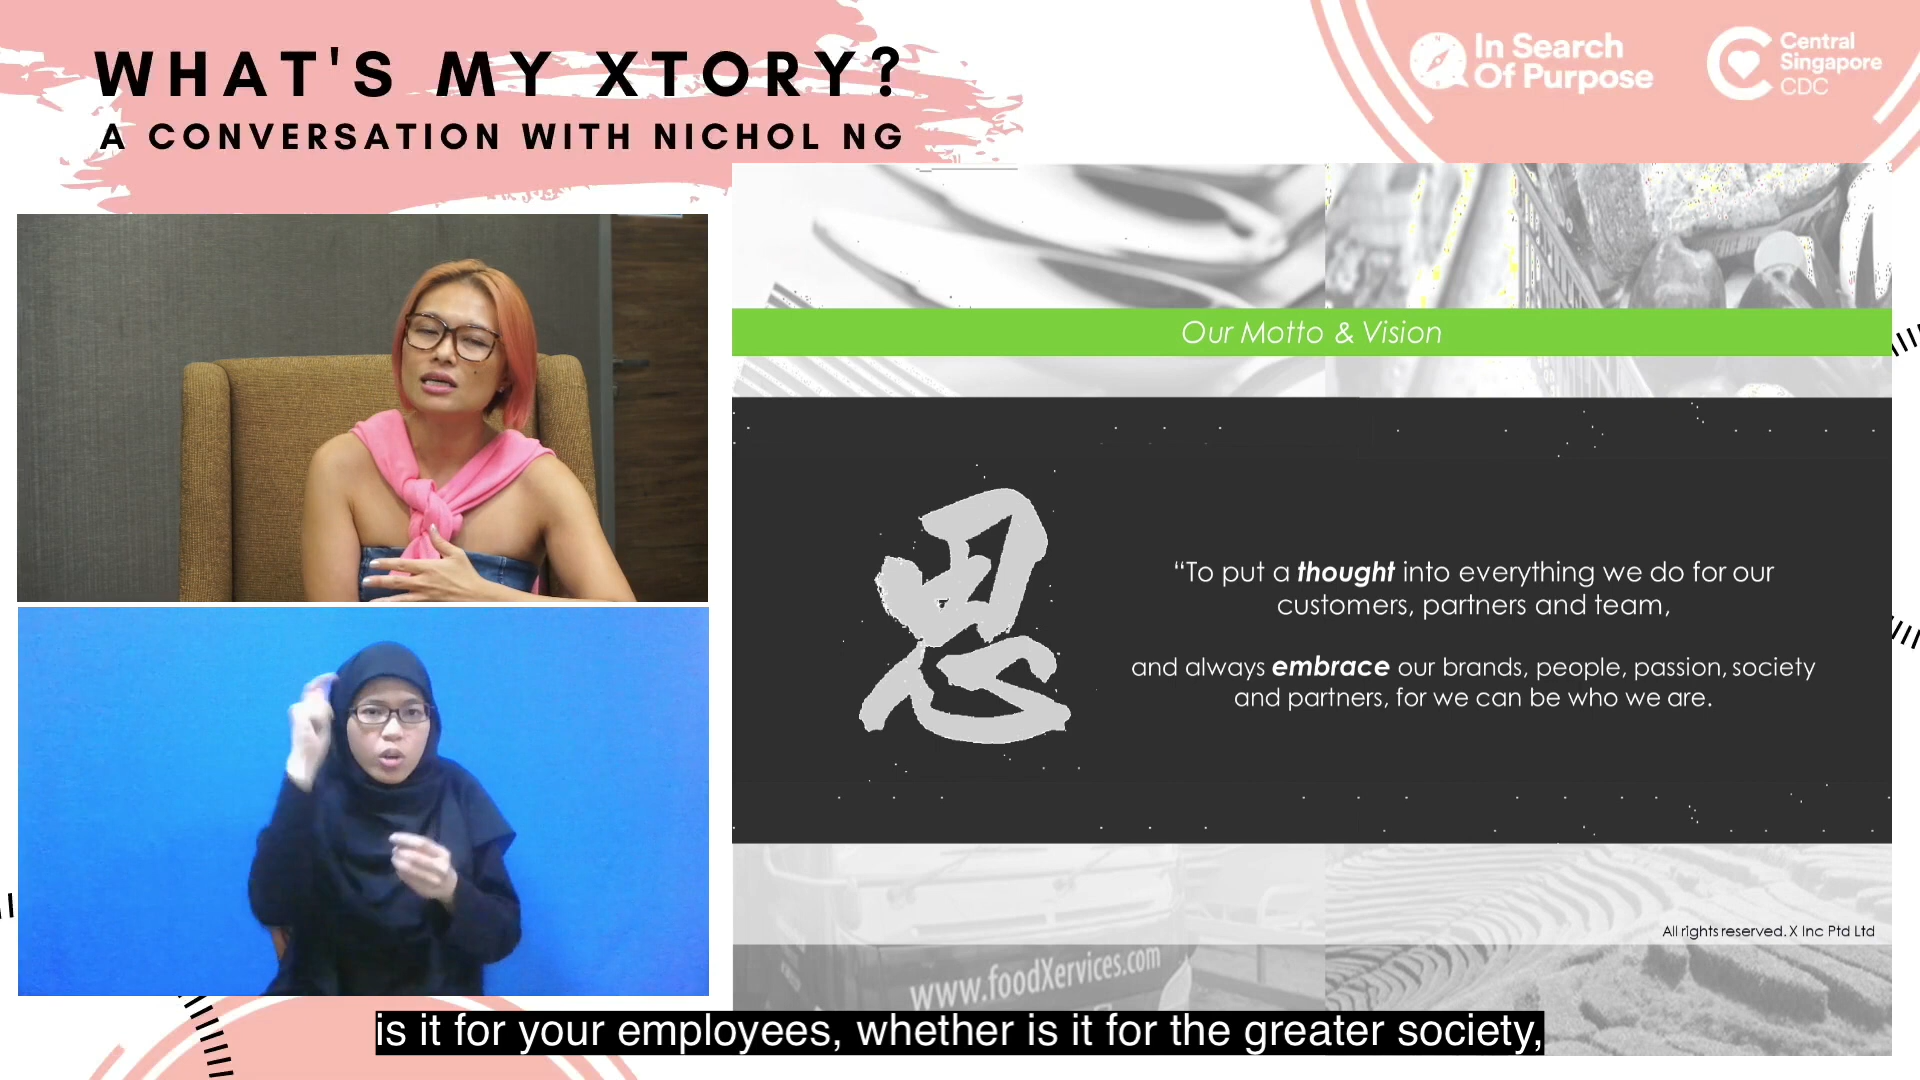 WHAT'S MY XTORY?
A CONVERSATION WITH NICHOL NG
In Search
Of Purpose
Central
Singapore
CDC
Our Motto & Vision
思
“To put a thought into everything we do for our
customers, partners and team,
and always embrace our brands, people, passion, society
and partners, for we can be who we are.
All rights reserved. X Inc Ptd Ltd
www.foodXervices.com
is it for your employees, whether is it for the greater society,